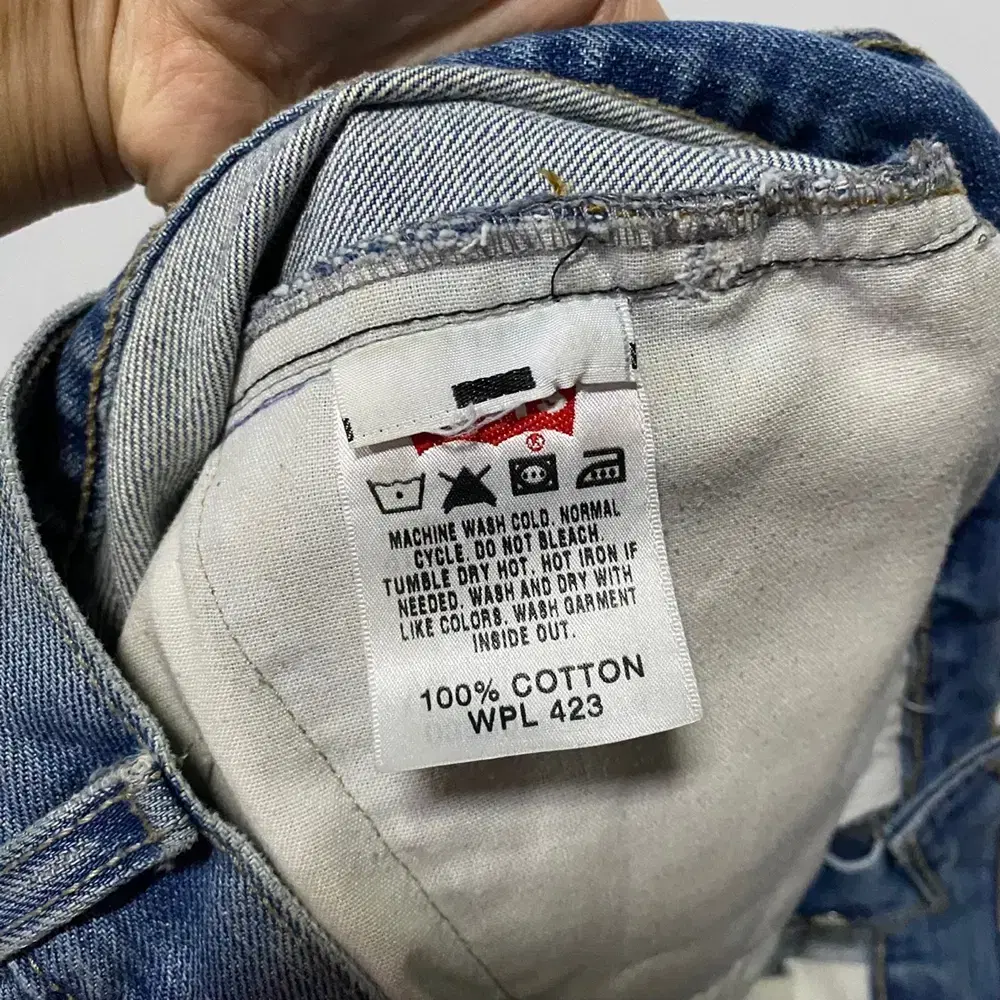 MACHINE WASH COLD. NORMAL
CYCLE. DO NOT BLEACH.
TUMBLE DRY HOT. HOT IRON IF
NEEDED. WASH AND DRY WITH
LIKE COLORS. WASH GARMENT
INSIDE OUT.
100% COTTON
WPL 423